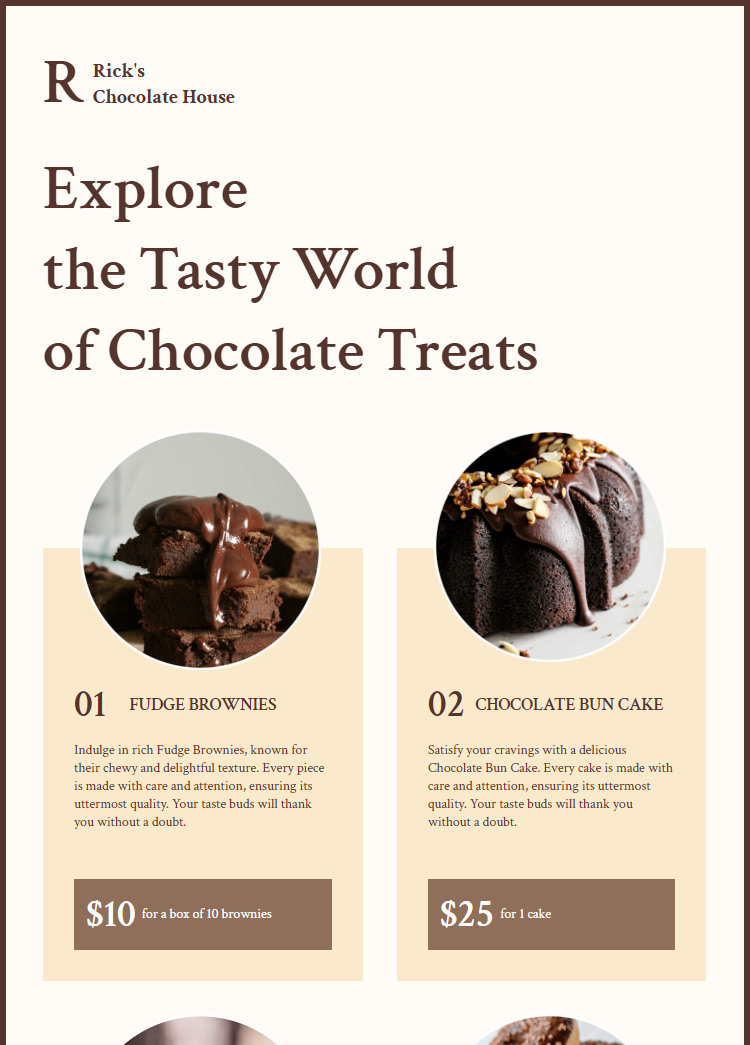 R
Rick's
Chocolate House
Explore
the Tasty World
of Chocolate Treats
01 FUDGE BROWNIES
Indulge in rich Fudge Brownies, known for
their chewy and delightful texture. Every piece
is made with care and attention, ensuring its
uttermost quality. Your taste buds will thank
you without a doubt.
$10 for a box of 10 brownies
02 CHOCOLATE BUN CAKE
Satisfy your cravings with a delicious
Chocolate Bun Cake. Every cake is made with
care and attention, ensuring its uttermost
quality. Your taste buds will thank you
without a doubt.
$25 for 1 cake